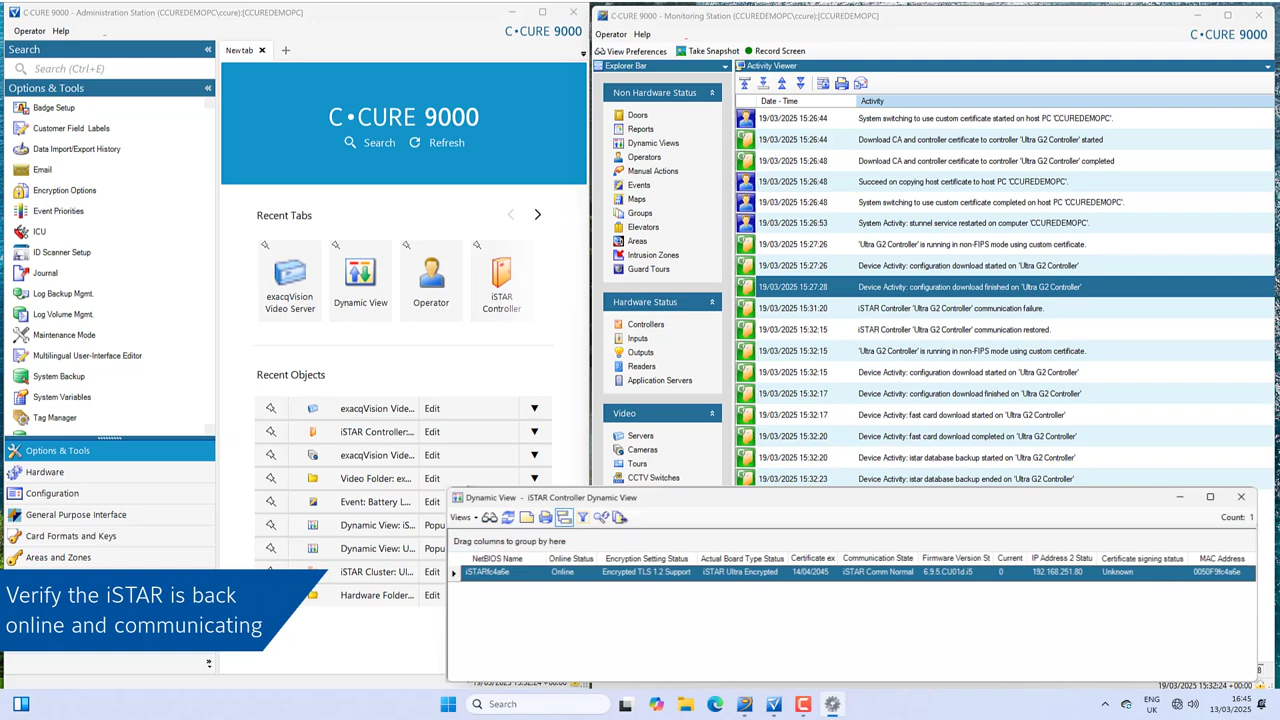 C•CURE 9000 - Administration Station (CCUREDEMOPC\ccure):[CCUREDEMOPC]
Operator Help
C•CURE 9000
Search
Search (Ctrl+E)
Options & Tools
Badge Setup
Customer Field Labels
Data Import/Export History
Email
Encryption Options
Event Priorities
ICU
ID Scanner Setup
Journal
Log Backup Mgmt.
Log Volume Mgmt.
Maintenance Mode
Multilingual User-Interface Editor
System Backup
System Variables
Tag Manager
Options & Tools
Hardware
Configuration
General Purpose Interface
Card Formats and Keys
Areas and Zones
Verify the iSTAR is back
online and communicating
New tab
C•CURE 9000
Search Refresh
Recent Tabs
exacqVision Video Server
Dynamic View
Operator
iSTAR Controller
Recent Objects
exacqVision Vide... Edit
iSTAR Controller:... Edit
exacqVision Vide... Edit
Video Folder: ex... Edit
Event: Battery L... Edit
Dynamic View: iS... Popu
Dynamic View: U... Popu
iSTAR Cluster: Ul... Edit
Hardware Folder... Edit
C•CURE 9000 - Monitoring Station (CCUREDEMOPC\ccure):[CCUREDEMOPC]
Operator Help
C•CURE 9000
View Preferences Take Snapshot Record Screen
Explorer Bar
Non Hardware Status
Doors
Reports
Dynamic Views
Operators
Manual Actions
Events
Maps
Groups
Elevators
Areas
Intrusion Zones
Guard Tours
Hardware Status
Controllers
Inputs
Outputs
Readers
Application Servers
Video
Servers
Cameras
Tours
CCTV Switches
Activity Viewer
Date - Time Activity
19/03/2025 15:26:44 System switching to use custom certificate started on host PC 'CCUREDEMOPC'.
19/03/2025 15:26:44 Download CA and controller certificate to controller 'Ultra G2 Controller' started
19/03/2025 15:26:48 Download CA and controller certificate to controller 'Ultra G2 Controller' completed
19/03/2025 15:26:48 Succeed on copying host certificate to host PC 'CCUREDEMOPC'.
19/03/2025 15:26:48 System switching to use custom certificate completed on host PC 'CCUREDEMOPC'.
19/03/2025 15:26:53 System Activity: stunnel service restarted on computer 'CCUREDEMOPC'.
19/03/2025 15:27:26 'Ultra G2 Controller' is running in non-FIPS mode using custom certificate.
19/03/2025 15:27:26 Device Activity: configuration download started on 'Ultra G2 Controller'
19/03/2025 15:27:28 Device Activity: configuration download finished on 'Ultra G2 Controller'
19/03/2025 15:31:20 iSTAR Controller 'Ultra G2 Controller' communication failure.
19/03/2025 15:32:15 iSTAR Controller 'Ultra G2 Controller' communication restored.
19/03/2025 15:32:15 'Ultra G2 Controller' is running in non-FIPS mode using custom certificate.
19/03/2025 15:32:15 Device Activity: configuration download started on 'Ultra G2 Controller'
19/03/2025 15:32:17 Device Activity: configuration download finished on 'Ultra G2 Controller'
19/03/2025 15:32:17 Device Activity: fast card download started on 'Ultra G2 Controller'
19/03/2025 15:32:20 Device Activity: fast card download completed on 'Ultra G2 Controller'
19/03/2025 15:32:20 Device Activity: istar database backup started on 'Ultra G2 Controller'
19/03/2025 15:32:23 Device Activity: istar database backup ended on 'Ultra G2 Controller'
Dynamic View - iSTAR Controller Dynamic View
Views Count: 1
Drag columns to group by here
NetBIOS Name Online Status Encryption Setting Status Actual Board Type Status Certificate ex Communication State Firmware Version St Current IP Address 2 Statu Certificate signing status MAC Address
iSTARfc4a6e Online Encrypted TLS 1.2 Support iSTAR Ultra Encrypted 14/04/2045 iSTAR Comm Normal 6.9.5.CU01d.i5 0 192.168.251.80 Unknown 0050F9fc4a6e
19/03/2025 15:32:24 +00:00
19/03/2025 15:32:24 +00:00
Search
ENG
UK
16:45
13/03/2025